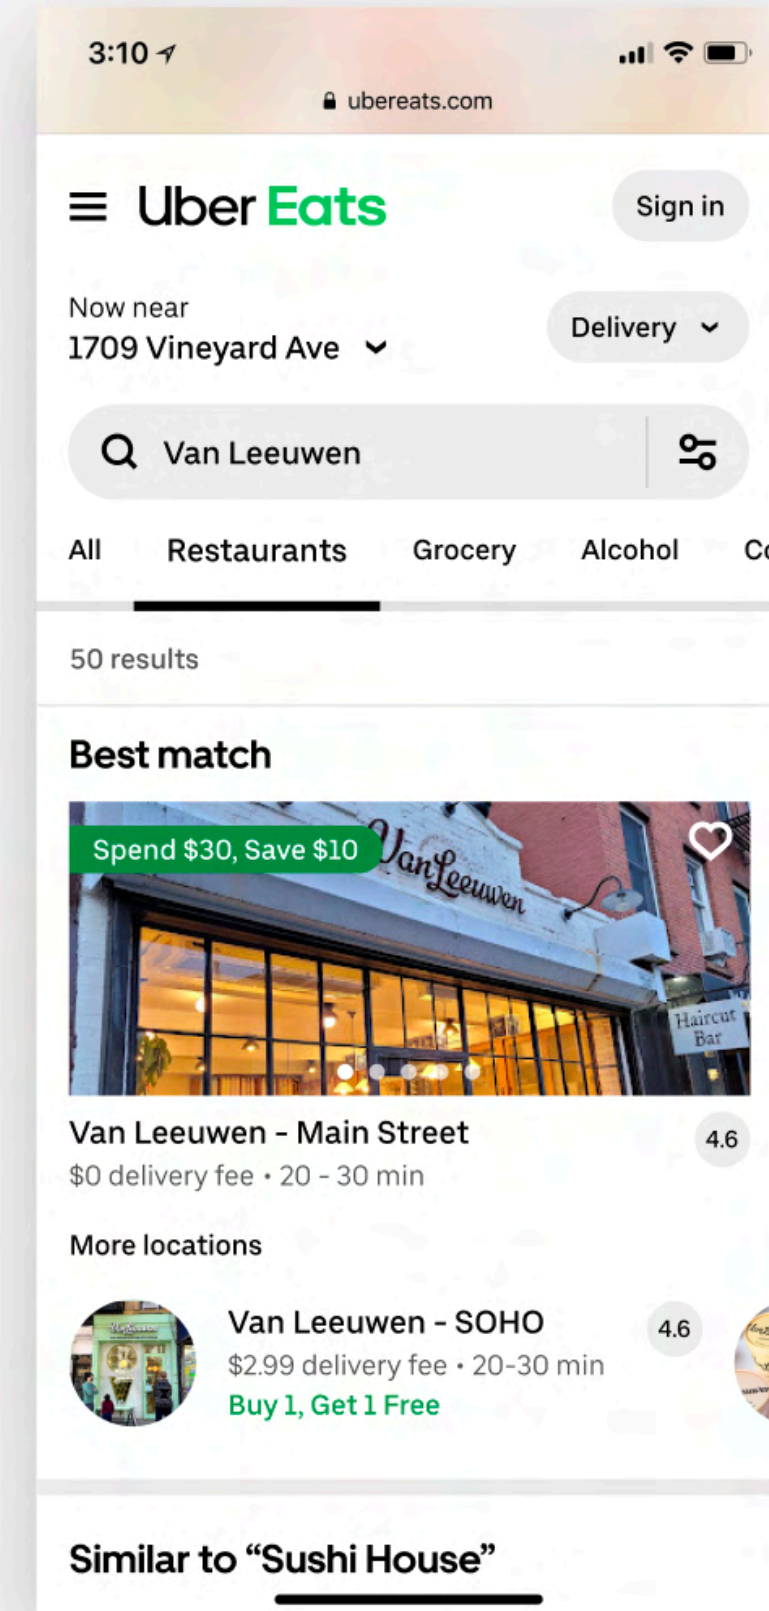 3:10
ubereats.com
Uber Eats
Sign in
Now near
1709 Vineyard Ave
Delivery
Van Leeuwen
All Restaurants Grocery Alcohol Co
50 results
Best match
Spend $30, Save $10
Van Leeuwen
Haircut
Bar
Van Leeuwen - Main Street
4.6
$0 delivery fee • 20 - 30 min
More locations
Van Leeuwen - SOHO
4.6
$2.99 delivery fee • 20-30 min
Buy 1, Get 1 Free
Similar to “Sushi House”